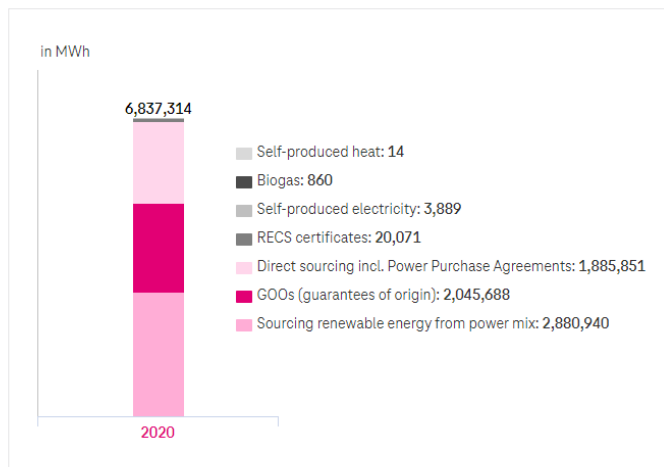 in MWh
6,837,314
Self-produced heat: 14
Biogas: 860
Self-produced electricity: 3,889
RECS certificates: 20,071
Direct sourcing incl. Power Purchase Agreements: 1,885,851
GOOs (guarantees of origin): 2,045,688
Sourcing renewable energy from power mix: 2,880,940
2020